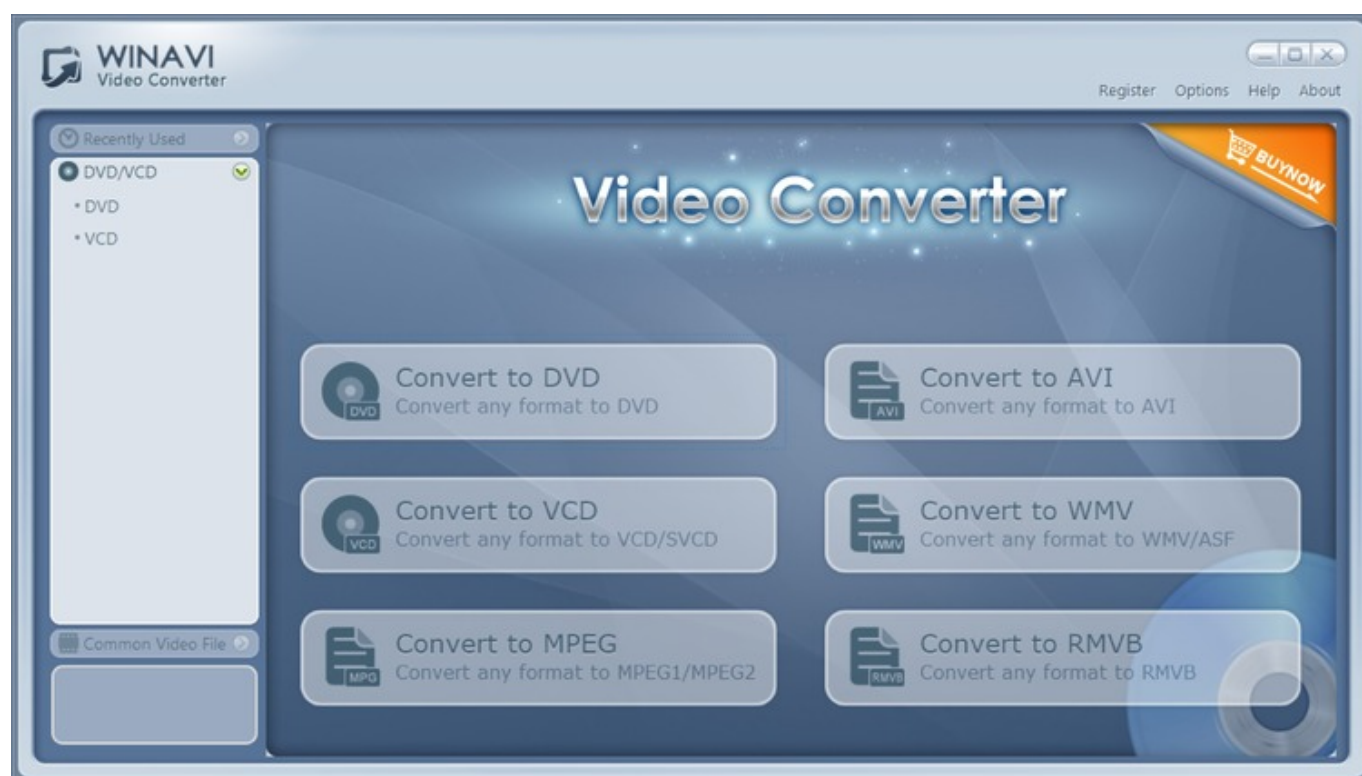 WINAVI
Video Converter
Register Options Help About
Recently Used
DVD/VCD
• DVD
• VCD
Common Video File
Video Converter
BUYNOW
Convert to DVD
Convert any format to DVD
DVD
Convert to AVI
Convert any format to AVI
AVI
Convert to VCD
Convert any format to VCD/SVCD
VCD
Convert to WMV
Convert any format to WMV/ASF
WMV
Convert to MPEG
Convert any format to MPEG1/MPEG2
MPG
Convert to RMVB
Convert any format to RMVB
RMVB